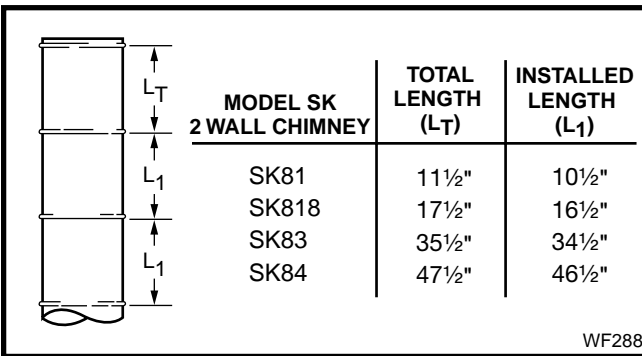 LT
L1
L1
MODEL SK
2 WALL CHIMNEY
TOTAL
LENGTH
(LT)
INSTALLED
LENGTH
(L1)
SK81 11½" 10½"
SK818 17½" 16½"
SK83 35½" 34½"
SK84 47½" 46½"
WF288